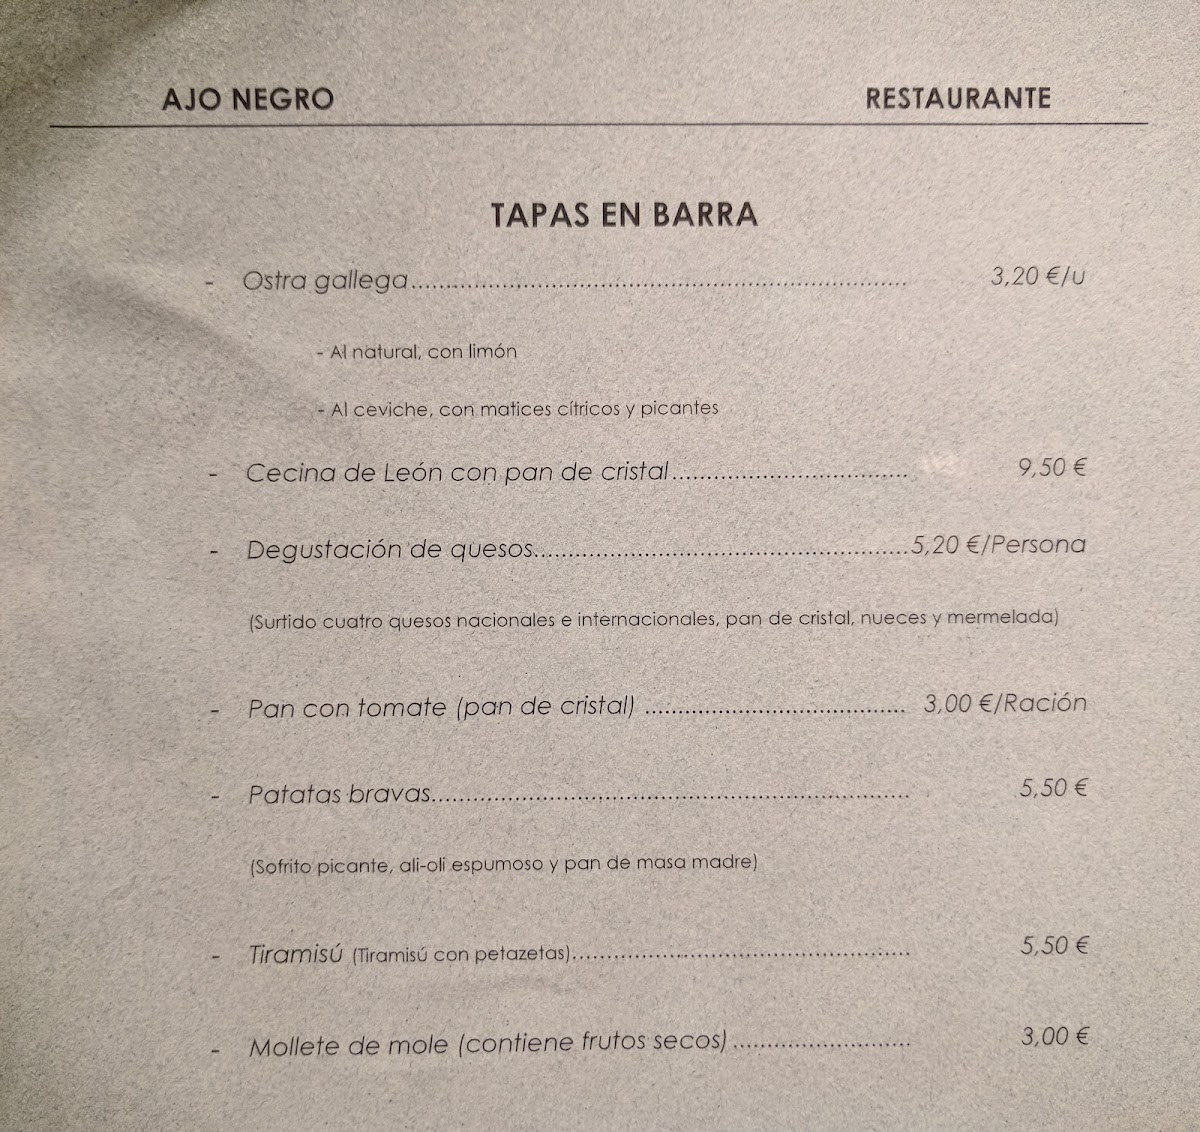 AJO NEGRO RESTAURANTE
TAPAS EN BARRA
- Ostra gallega........................................................................ 3,20 €/u
- Al natural, con limón
- Al ceviche, con matices cítricos y picantes
- Cecina de León con pan de cristal.................................. 9,50 €
- Degustación de quesos......................................................5,20 €/Persona
(Surtido cuatro quesos nacionales e internacionales, pan de cristal, nueces y mermelada)
- Pan con tomate (pan de cristal) ...................................... 3,00 €/Ración
- Patatas bravas..................................................................... 5,50 €
(Sofrito picante, ali-oli espumoso y pan de masa madre)
- Tiramisú (Tiramisú con petazetas)................................................. 5,50 €
- Mollete de mole (contiene frutos secos).......................... 3,00 €